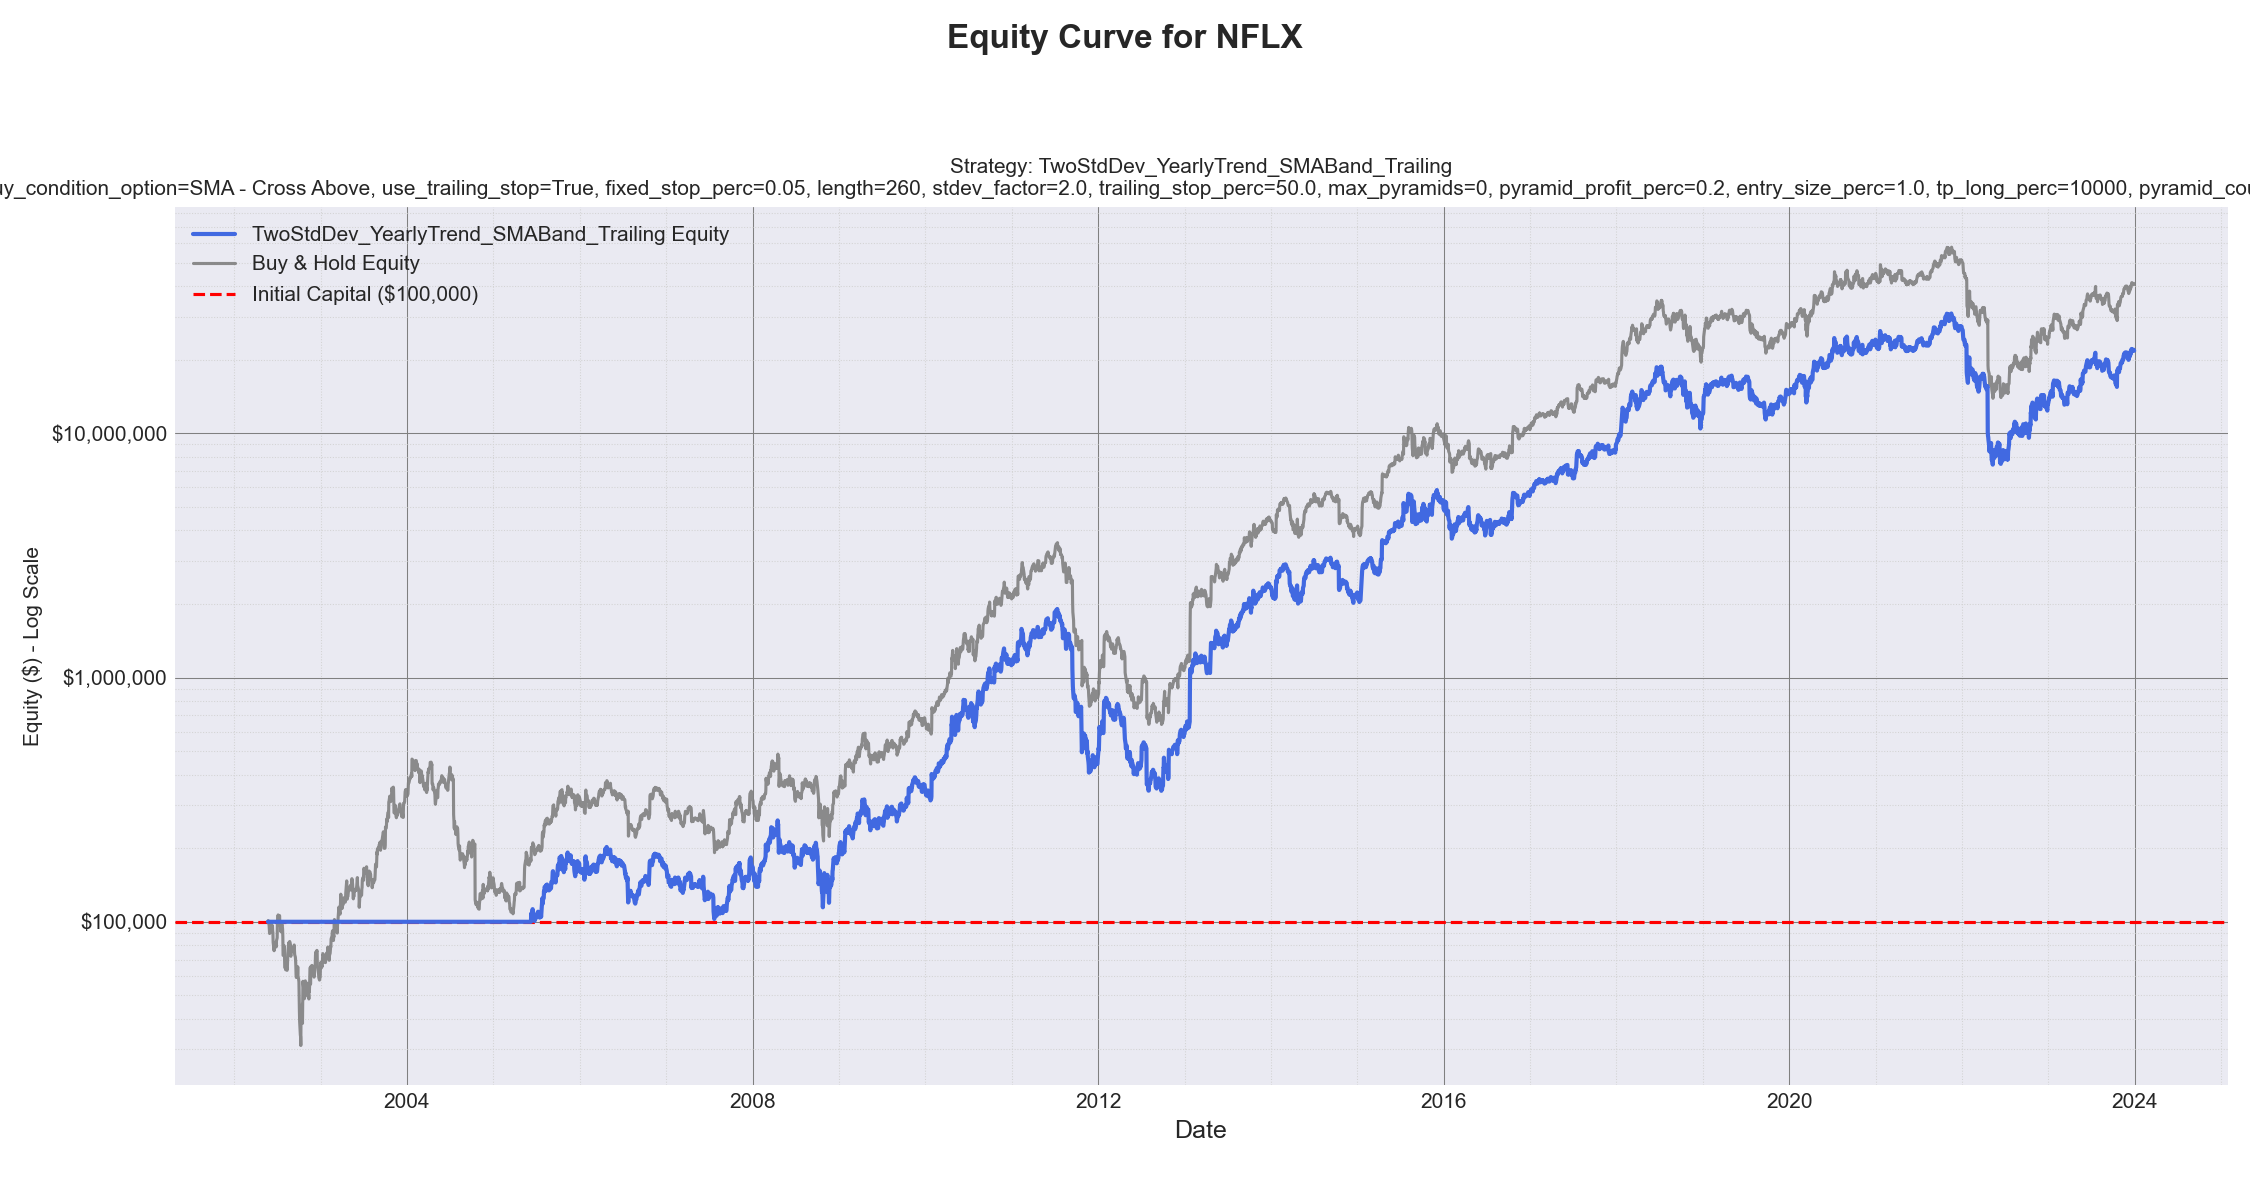 Equity Curve for NFLX
Strategy: TwoStdDev_YearlyTrend_SMABand_Trailing
uy_condition_option=SMA - Cross Above, use_trailing_stop=True, fixed_stop_perc=0.05, length=260, stdev_factor=2.0, trailing_stop_perc=50.0, max_pyramids=0, pyramid_profit_perc=0.2, entry_size_perc=1.0, tp_long_perc=10000, pyramid_cou
TwoStdDev_YearlyTrend_SMABand_Trailing Equity
Buy & Hold Equity
Initial Capital ($100,000)
Equity ($) - Log Scale
$10,000,000
$1,000,000
$100,000
2004
2008
2012
2016
2020
2024
Date